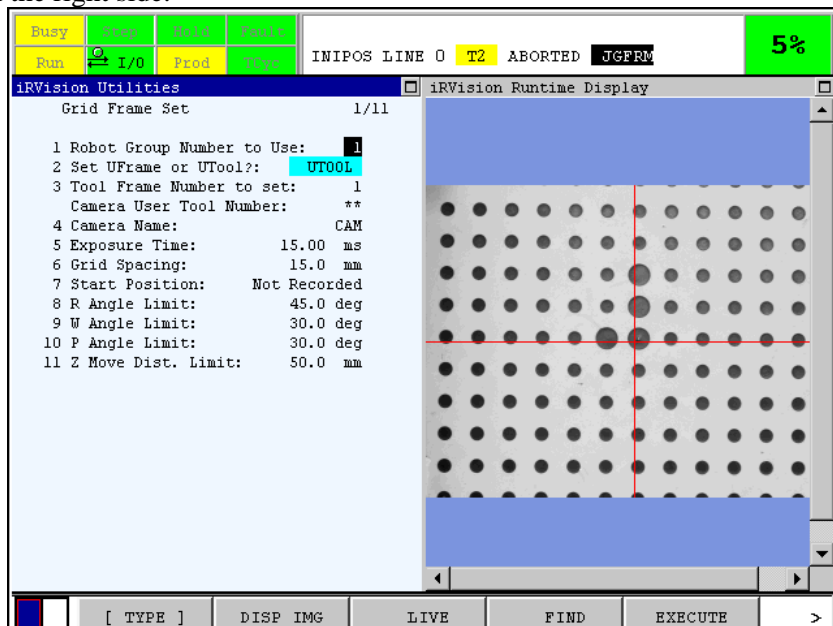 the right side.
Busy Step Hold Fault
Run I/O Prod TCyc
INIPOS LINE 0 T2 ABORTED JGFRM
5%
iRVision Utilities
Grid Frame Set 1/11
1 Robot Group Number to Use: 1
2 Set UFrame or UTool?: UTOOL
3 Tool Frame Number to set: 1
Camera User Tool Number: **
4 Camera Name: CAM
5 Exposure Time: 15.00 ms
6 Grid Spacing: 15.0 mm
7 Start Position: Not Recorded
8 R Angle Limit: 45.0 deg
9 W Angle Limit: 30.0 deg
10 P Angle Limit: 30.0 deg
11 Z Move Dist. Limit: 50.0 mm
iRVision Runtime Display
[ TYPE ] DISP IMG LIVE FIND EXECUTE >